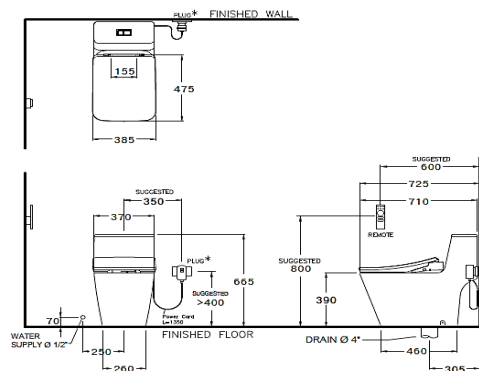 PLUG* FINISHED WALL
155
475
385
SUGGESTED
600
725
710
SUGGESTED
350
370
REMOTE
PLUG*
SUGGESTED
800
SUGGESTED
>400
665
390
70
Power Cord
L=1350
WATER
SUPPLY Ø 1/2"
FINISHED FLOOR
250
260
DRAIN Ø 4"
460
305